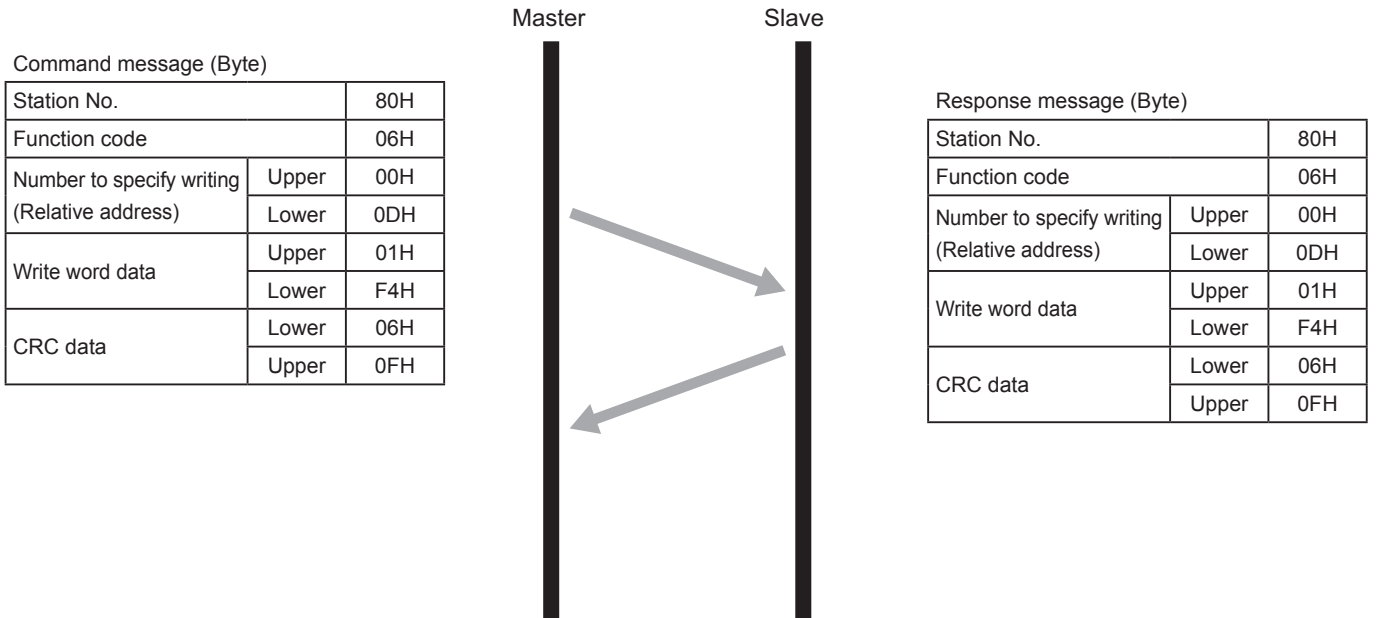 Master Slave
Command message (Byte)
Station No. 80H
Function code 06H
Number to specify writing Upper 00H
(Relative address) Lower 0DH
Write word data Upper 01H
Lower F4H
CRC data Lower 06H
Upper 0FH
Response message (Byte)
Station No. 80H
Function code 06H
Number to specify writing Upper 00H
(Relative address) Lower 0DH
Write word data Upper 01H
Lower F4H
CRC data Lower 06H
Upper 0FH